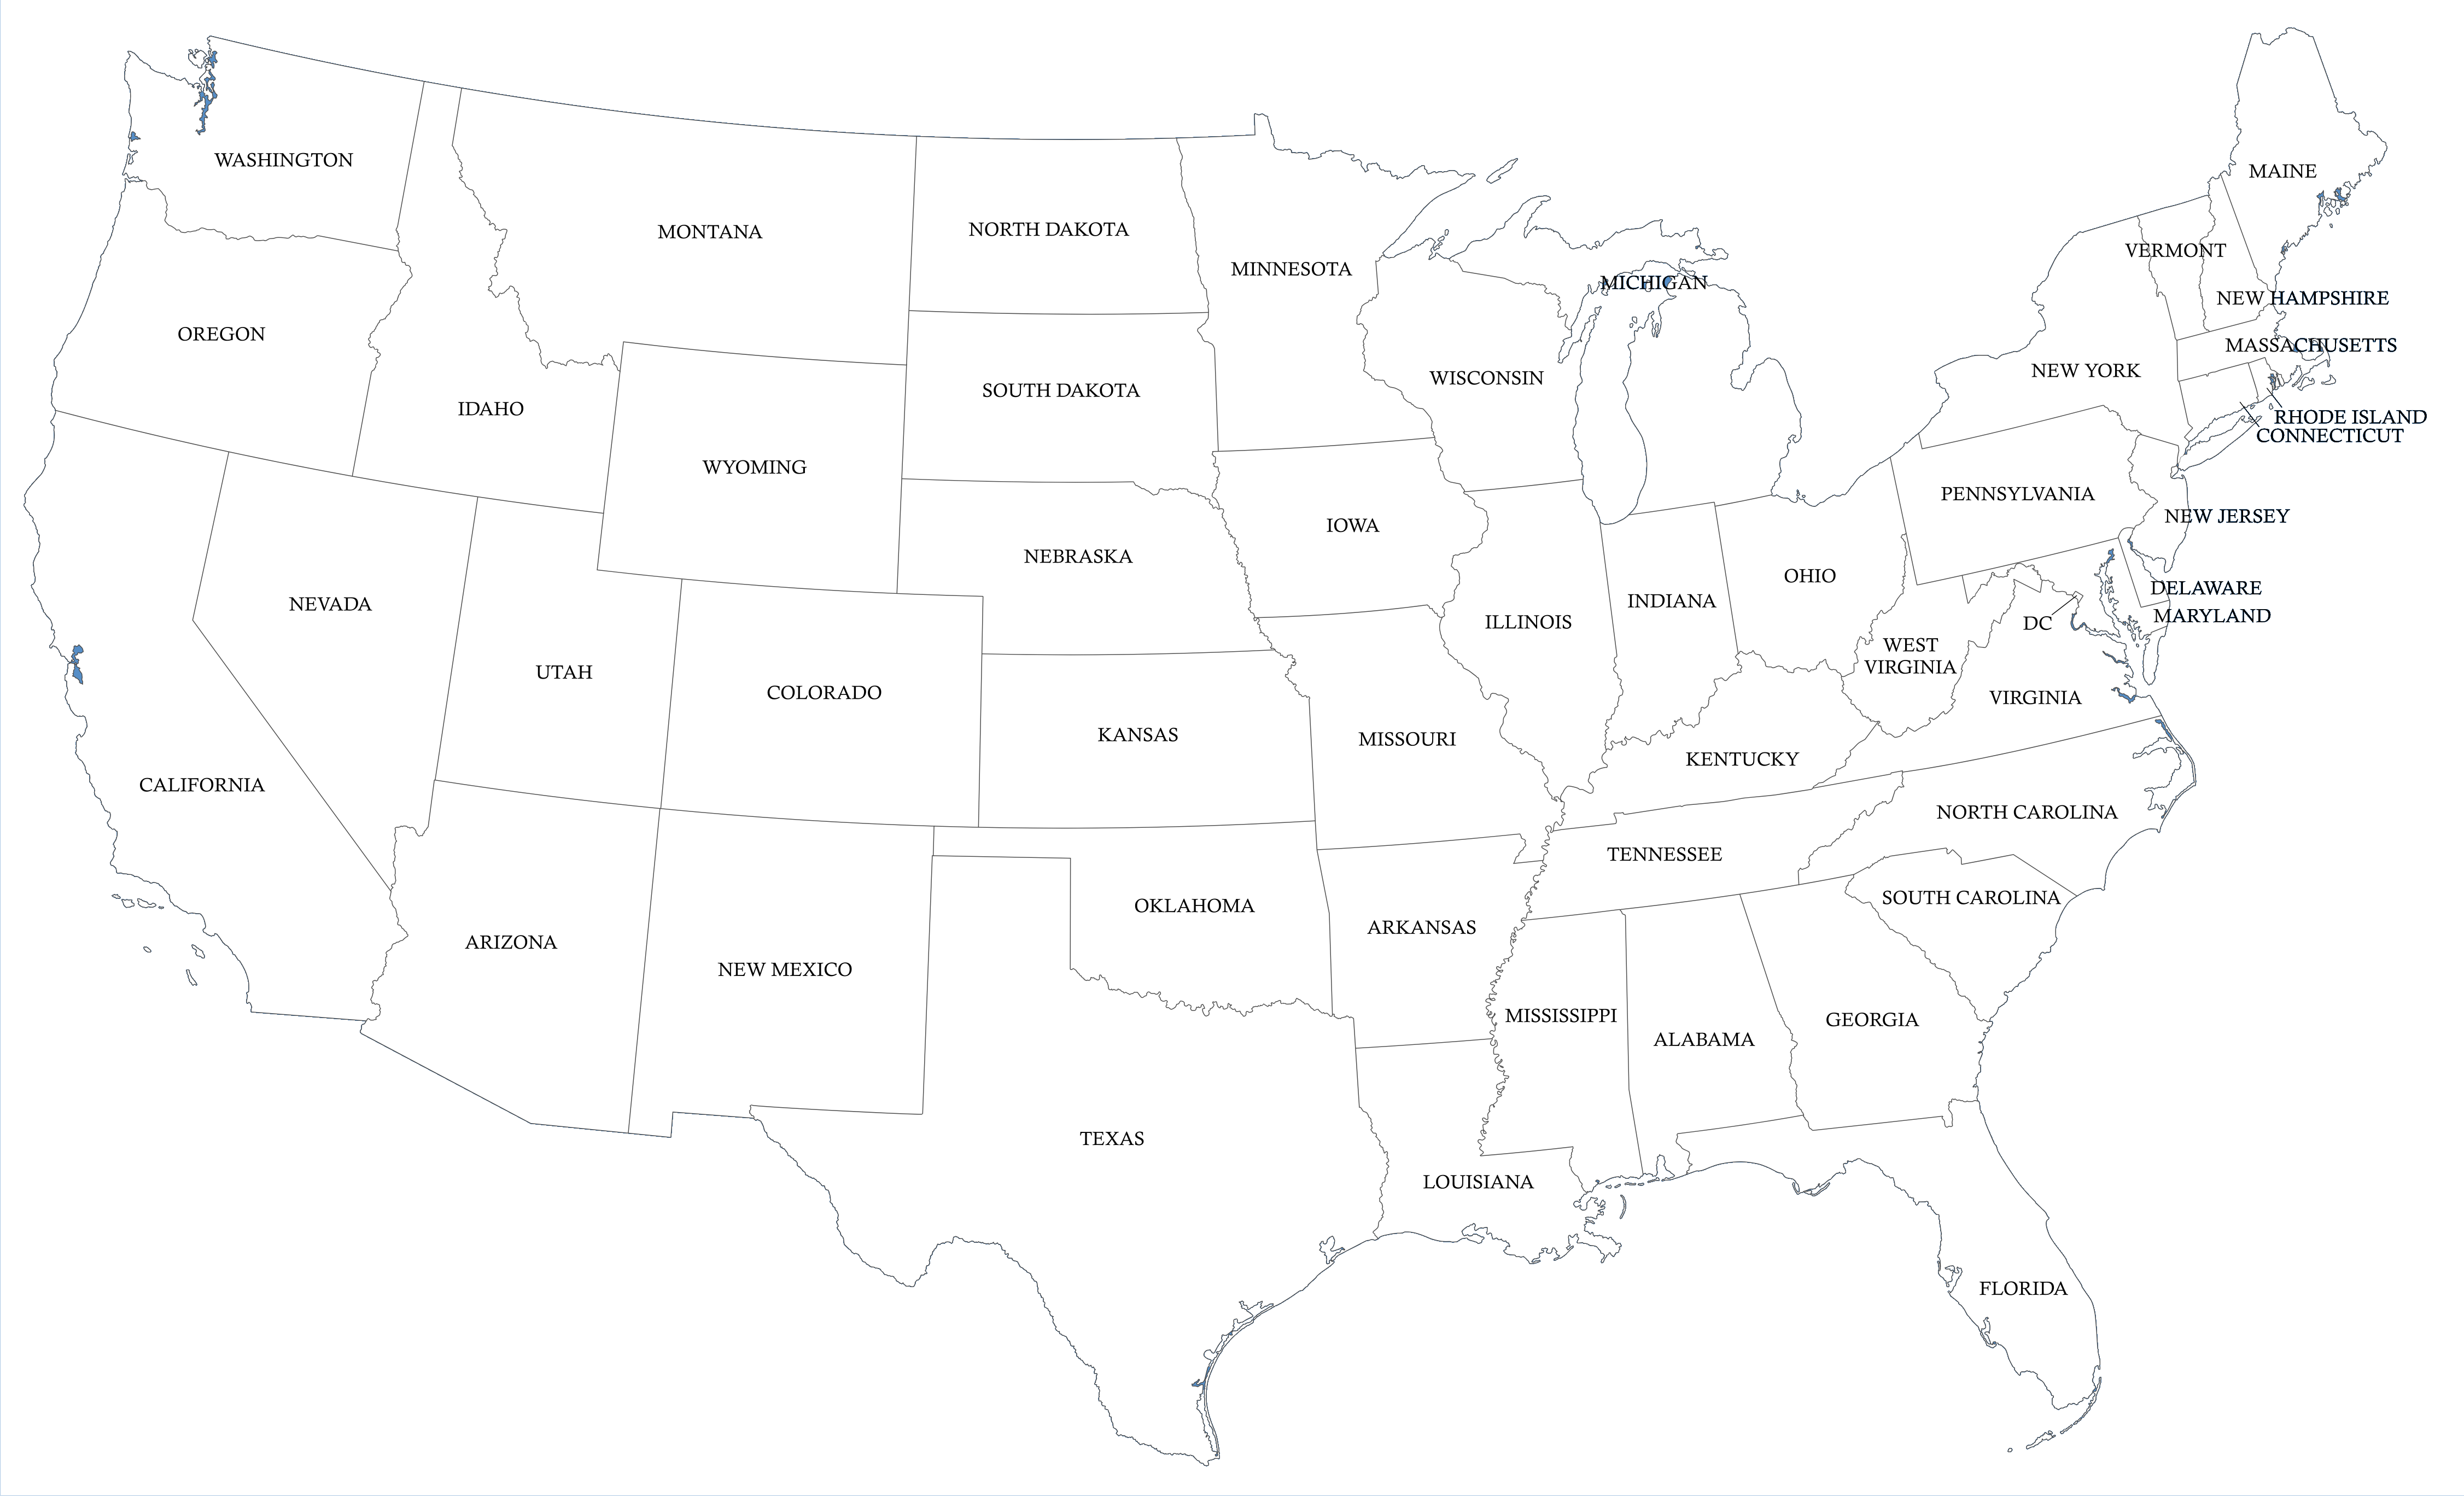 WASHINGTON
MAINE
MONTANA
NORTH DAKOTA
VERMONT
MINNESOTA
MICHIGAN
NEW HAMPSHIRE
OREGON
MASSACHUSETTS
NEW YORK
WISCONSIN
SOUTH DAKOTA
IDAHO
RHODE ISLAND
CONNECTICUT
WYOMING
PENNSYLVANIA
NEW JERSEY
IOWA
NEBRASKA
OHIO
DELAWARE
INDIANA
NEVADA
MARYLAND
ILLINOIS
DC
WEST
VIRGINIA
UTAH
COLORADO
VIRGINIA
KANSAS
MISSOURI
KENTUCKY
CALIFORNIA
NORTH CAROLINA
TENNESSEE
SOUTH CAROLINA
OKLAHOMA
ARKANSAS
ARIZONA
NEW MEXICO
MISSISSIPPI
GEORGIA
ALABAMA
TEXAS
LOUISIANA
FLORIDA